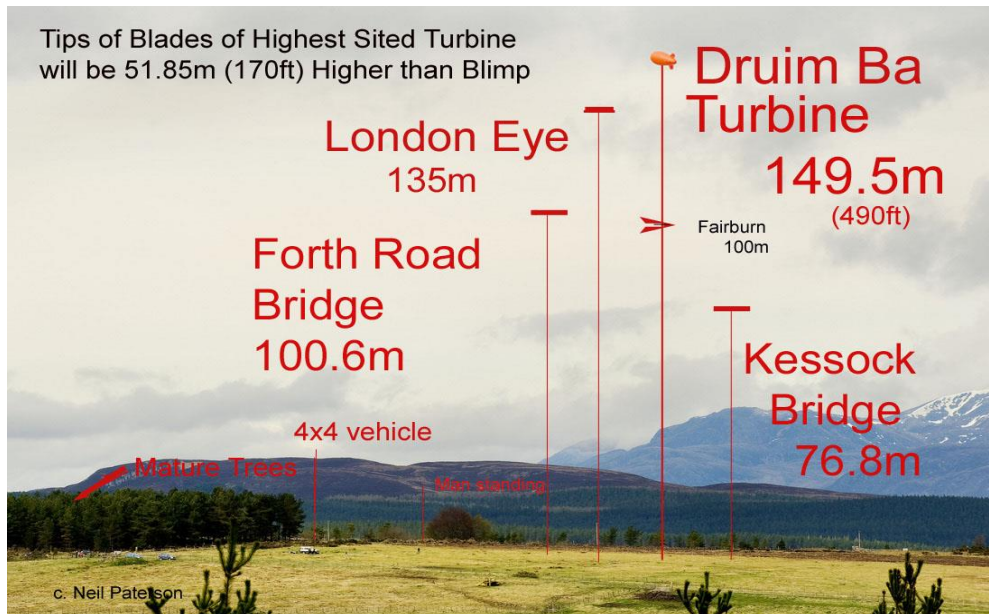 Tips of Blades of Highest Sited Turbine
will be 51.85m (170ft) Higher than Blimp
Druim Ba
Turbine
149.5m
(490ft)
London Eye
135m
Fairburn
100m
Forth Road
Bridge
100.6m
Kessock
Bridge
76.8m
4x4 vehicle
Mature Trees
Man standing
c. Neil Paterson